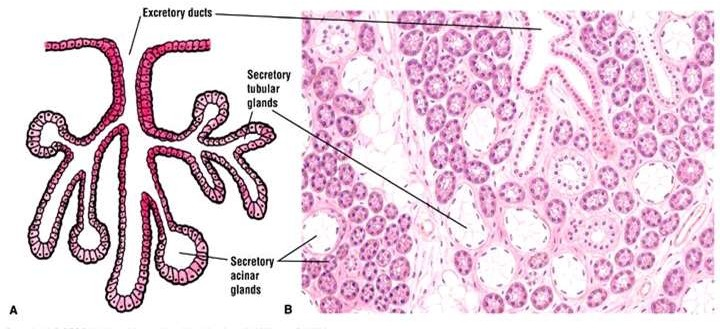 Excretory ducts
Secretory
tubular
glands
Secretory
acinar
glands
A
B